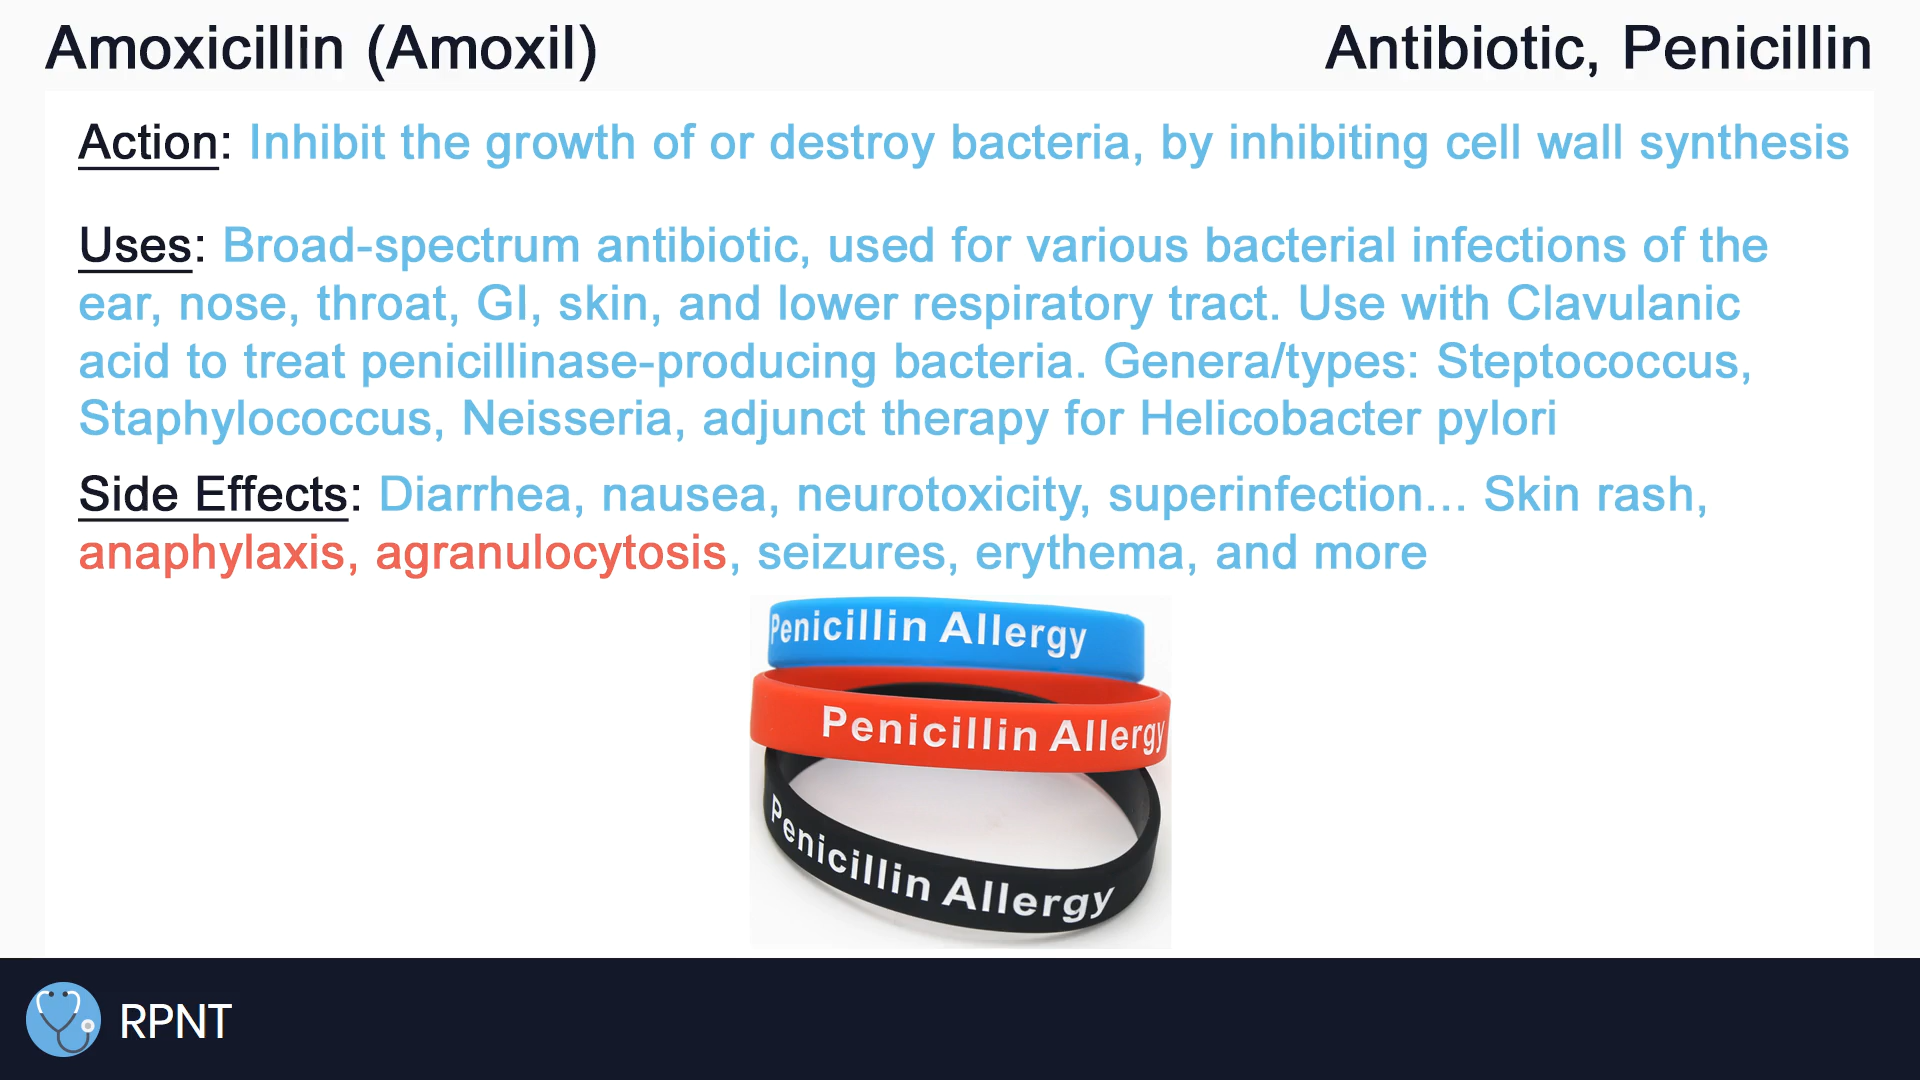 Amoxicillin (Amoxil)
Antibiotic, Penicillin
Action: Inhibit the growth of or destroy bacteria, by inhibiting cell wall synthesis
Uses: Broad-spectrum antibiotic, used for various bacterial infections of the
ear, nose, throat, GI, skin, and lower respiratory tract. Use with Clavulanic
acid to treat penicillinase-producing bacteria. Genera/types: Steptococcus,
Staphylococcus, Neisseria, adjunct therapy for Helicobacter pylori
Side Effects: Diarrhea, nausea, neurotoxicity, superinfection... Skin rash,
anaphylaxis, agranulocytosis, seizures, erythema, and more
Penicillin Allergy
Penicillin Allergy
Penicillin Allergy
RPNT